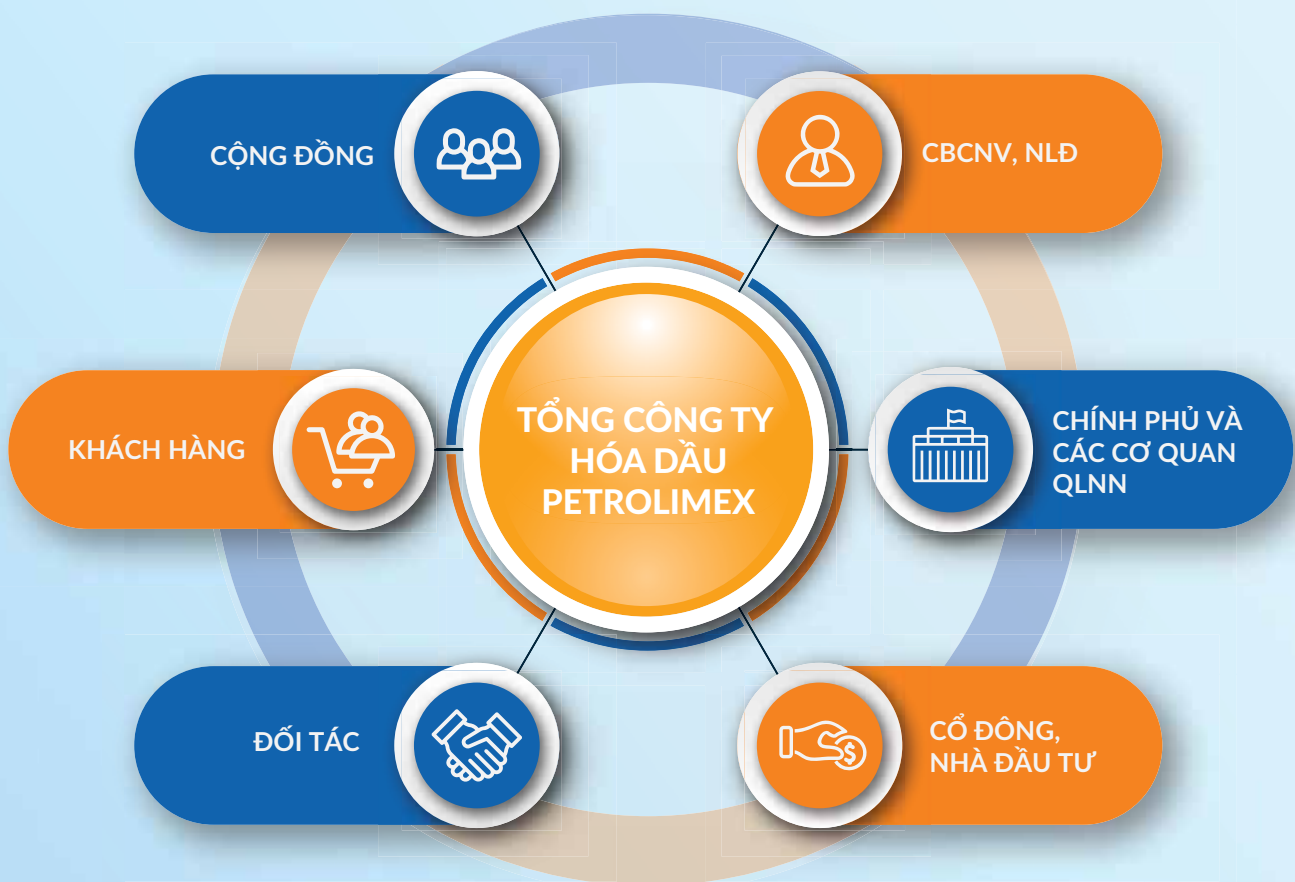 CỘNG ĐỒNG
CBCNV, NLĐ
KHÁCH HÀNG
TỔNG CÔNG TY
HÓA DẦU
PETROLIMEX
CHÍNH PHỦ VÀ
CÁC CƠ QUAN
QLNN
ĐỐI TÁC
CỔ ĐÔNG,
NHÀ ĐẦU TƯ